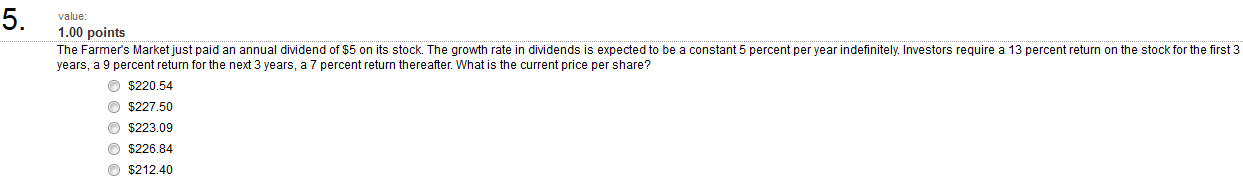 5.
value:
1.00 points
The Farmer's Market just paid an annual dividend of $5 on its stock. The growth rate in dividends is expected to be a constant 5 percent per year indefinitely. Investors require a 13 percent return on the stock for the first 3
years, a 9 percent return for the next 3 years, a 7 percent return thereafter. What is the current price per share?
$220.54
$227.50
$223.09
$226.84
$212.40